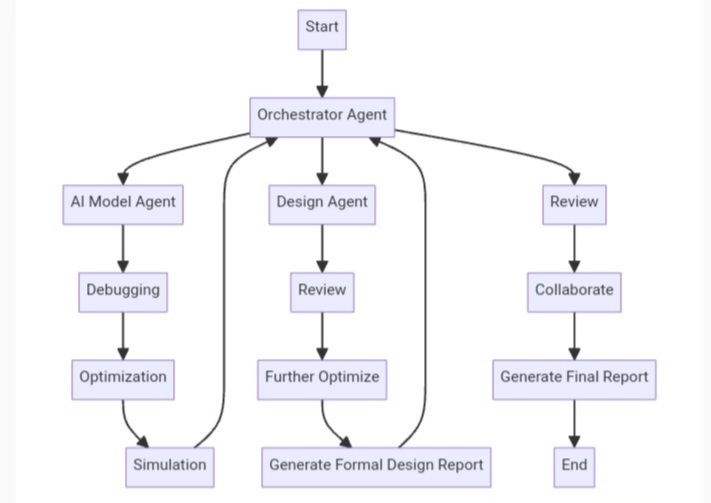 Start
Orchestrator Agent
AI Model Agent
Design Agent
Review
Debugging
Review
Collaborate
Optimization
Further Optimize
Generate Final Report
Simulation
Generate Formal Design Report
End